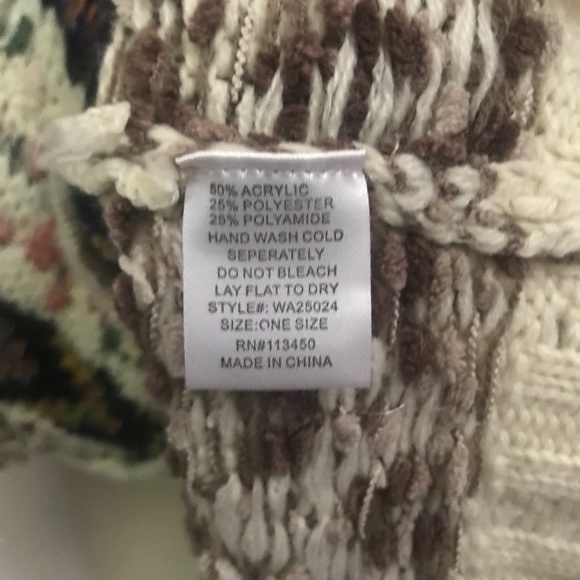 50% ACRYLIC
25% POLYESTER
25% POLYAMIDE
HAND WASH COLD
SEPERATELY
DO NOT BLEACH
LAY FLAT TO DRY
STYLE#: WA25024
SIZE:ONE SIZE
RN#113450
MADE IN CHINA